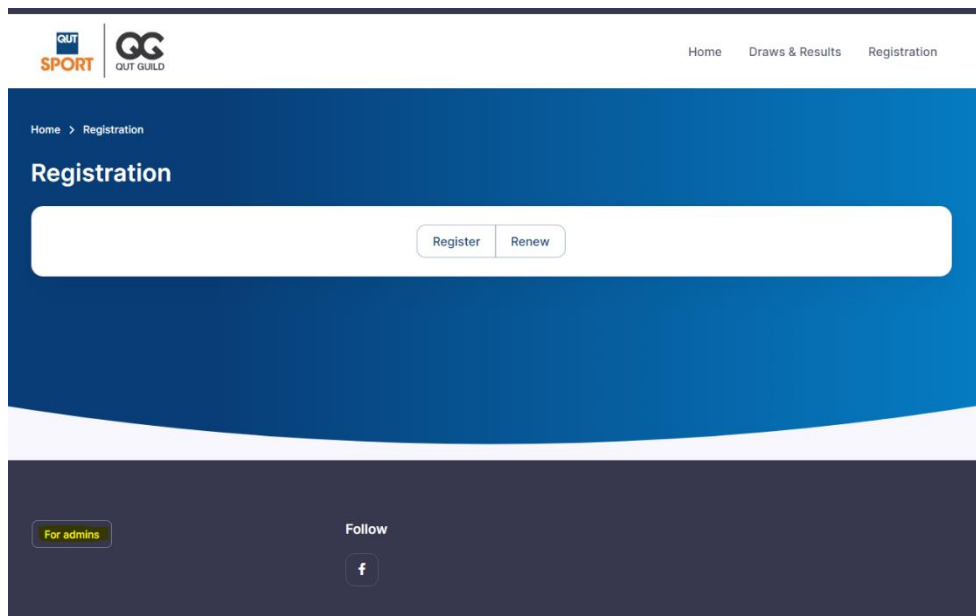 QUT
SPORT
QG
QUT GUILD
Home Draws & Results Registration
Home > Registration
Registration
Register Renew
For admins
Follow
f